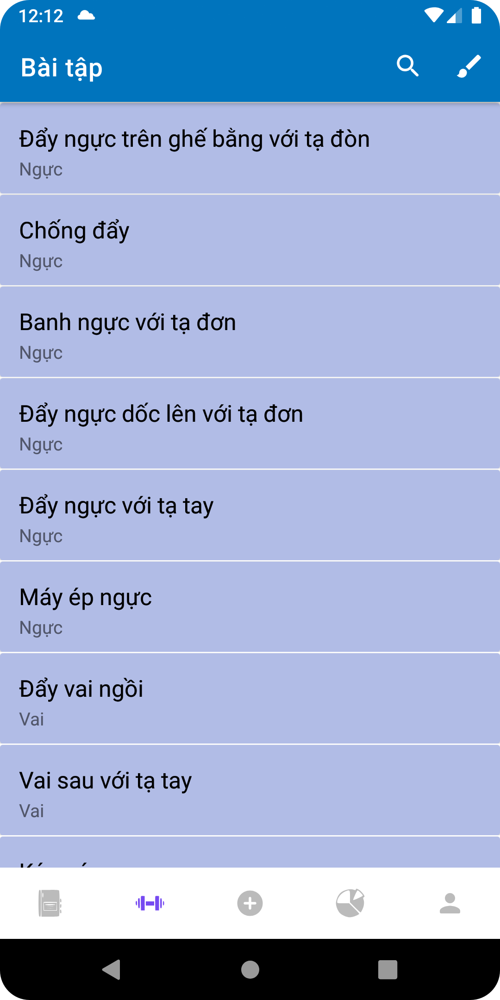 12:12
Bài tập
Đẩy ngực trên ghế bằng với tạ đòn
Ngực
Chống đẩy
Ngực
Banh ngực với tạ đơn
Ngực
Đẩy ngực dốc lên với tạ đơn
Ngực
Đẩy ngực với tạ tay
Ngực
Máy ép ngực
Ngực
Đẩy vai ngồi
Vai
Vai sau với tạ tay
Vai